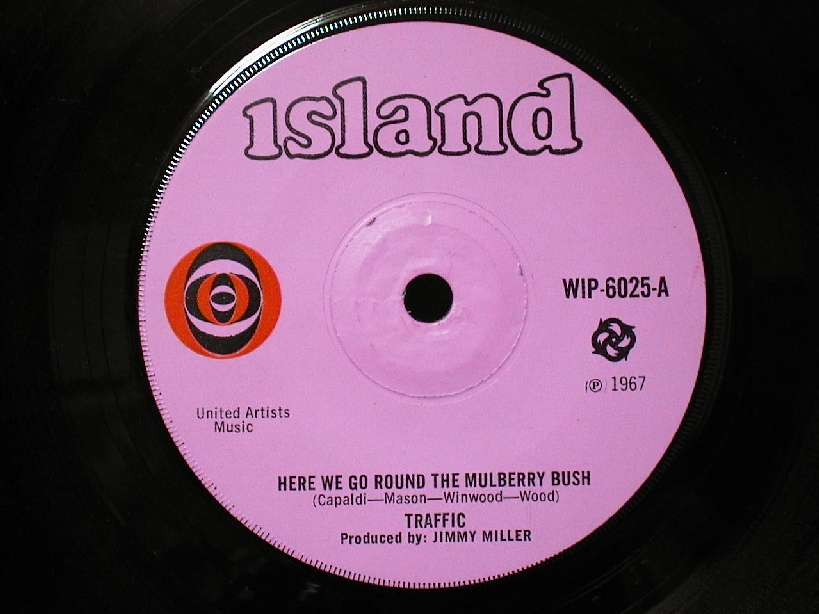 island
WIP-6025-A
℗ 1967
United Artists
Music
HERE WE GO ROUND THE MULBERRY BUSH
(Capaldi—Mason—Winwood—Wood)
TRAFFIC
Produced by: JIMMY MILLER